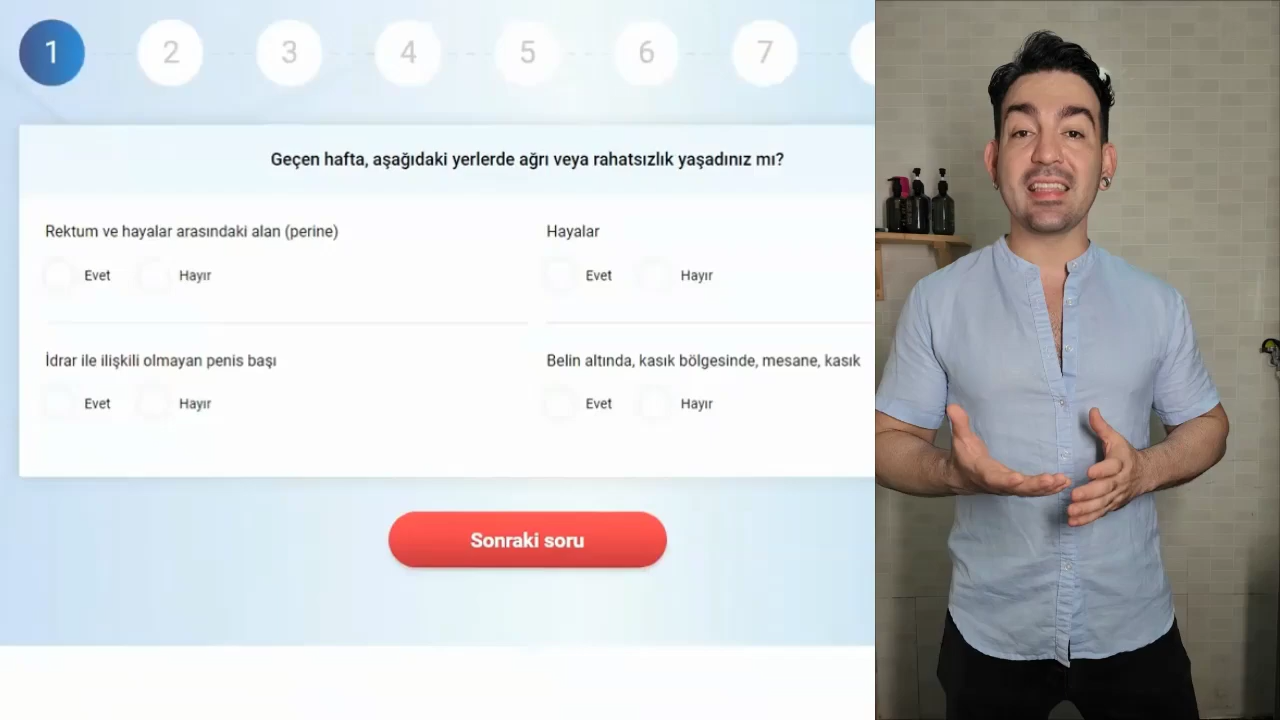 1 2 3 4 5 6 7
Geçen hafta, aşağıdaki yerlerde ağrı veya rahatsızlık yaşadınız mı?
Rektum ve hayalar arasındaki alan (perine)
Evet Hayır
Hayalar
Evet Hayır
İdrar ile ilişkili olmayan penis başı
Evet Hayır
Belin altında, kasık bölgesinde, mesane, kasık
Evet Hayır
Sonraki soru